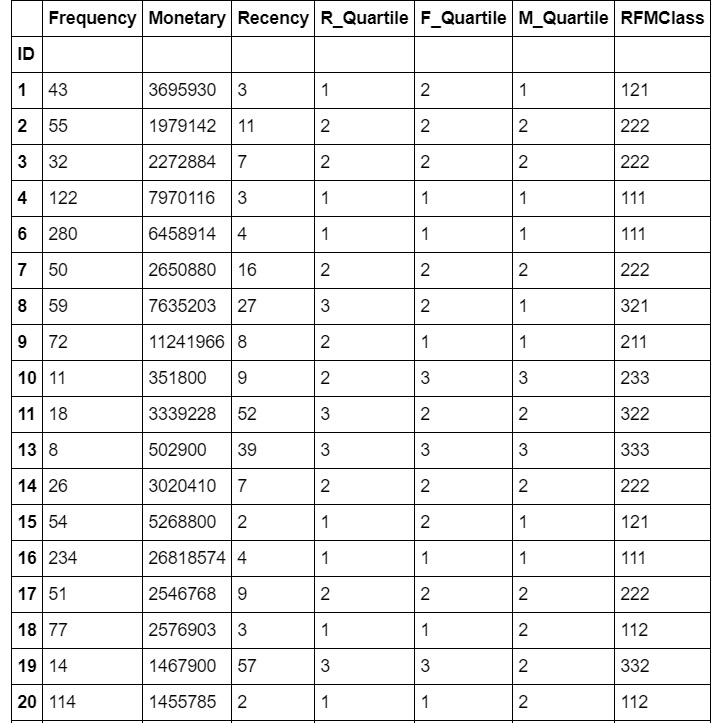 Frequency Monetary Recency R_Quartile F_Quartile M_Quartile RFMClass
ID
1 43 3695930 3 1 2 1 121
2 55 1979142 11 2 2 2 222
3 32 2272884 7 2 2 2 222
4 122 7970116 3 1 1 1 111
6 280 6458914 4 1 1 1 111
7 50 2650880 16 2 2 2 222
8 59 7635203 27 3 2 1 321
9 72 11241966 8 2 1 1 211
10 11 351800 9 2 3 3 233
11 18 3339228 52 3 2 2 322
13 8 502900 39 3 3 3 333
14 26 3020410 7 2 2 2 222
15 54 5268800 2 1 2 1 121
16 234 26818574 4 1 1 1 111
17 51 2546768 9 2 2 2 222
18 77 2576903 3 1 1 2 112
19 14 1467900 57 3 3 2 332
20 114 1455785 2 1 1 2 112